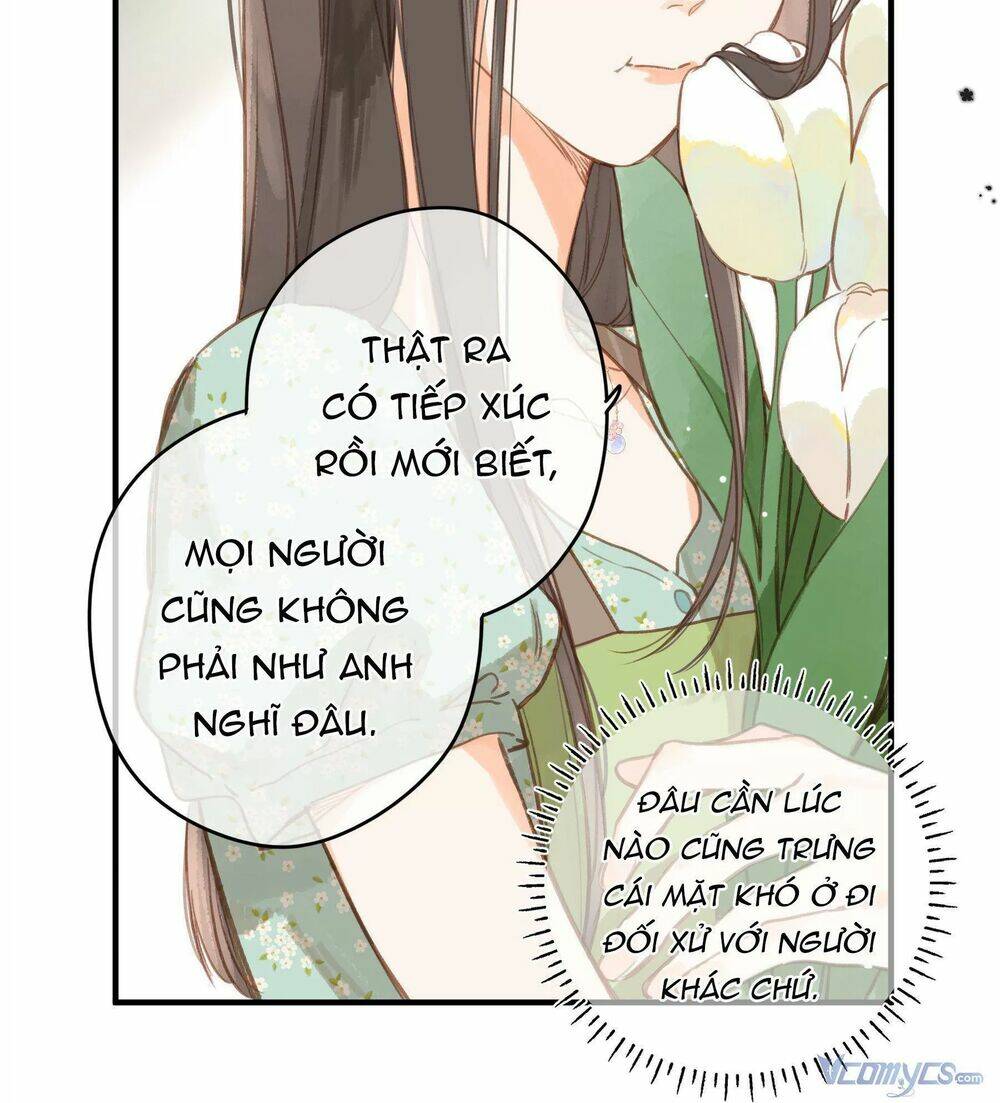 THẬT RA
CÓ TIẾP XÚC
RỒI MỚI BIẾT,
MỌI NGƯỜI
CŨNG KHÔNG
PHẢI NHƯ ANH
NGHĨ ĐÂU.
ĐÂU CẦN LÚC
NÀO CŨNG TRƯNG
CÁI MẶT KHÓ Ở ĐI
ĐỐI XỬ VỚI NGƯỜI
KHÁC CHỨ.
VCOMYCS.com